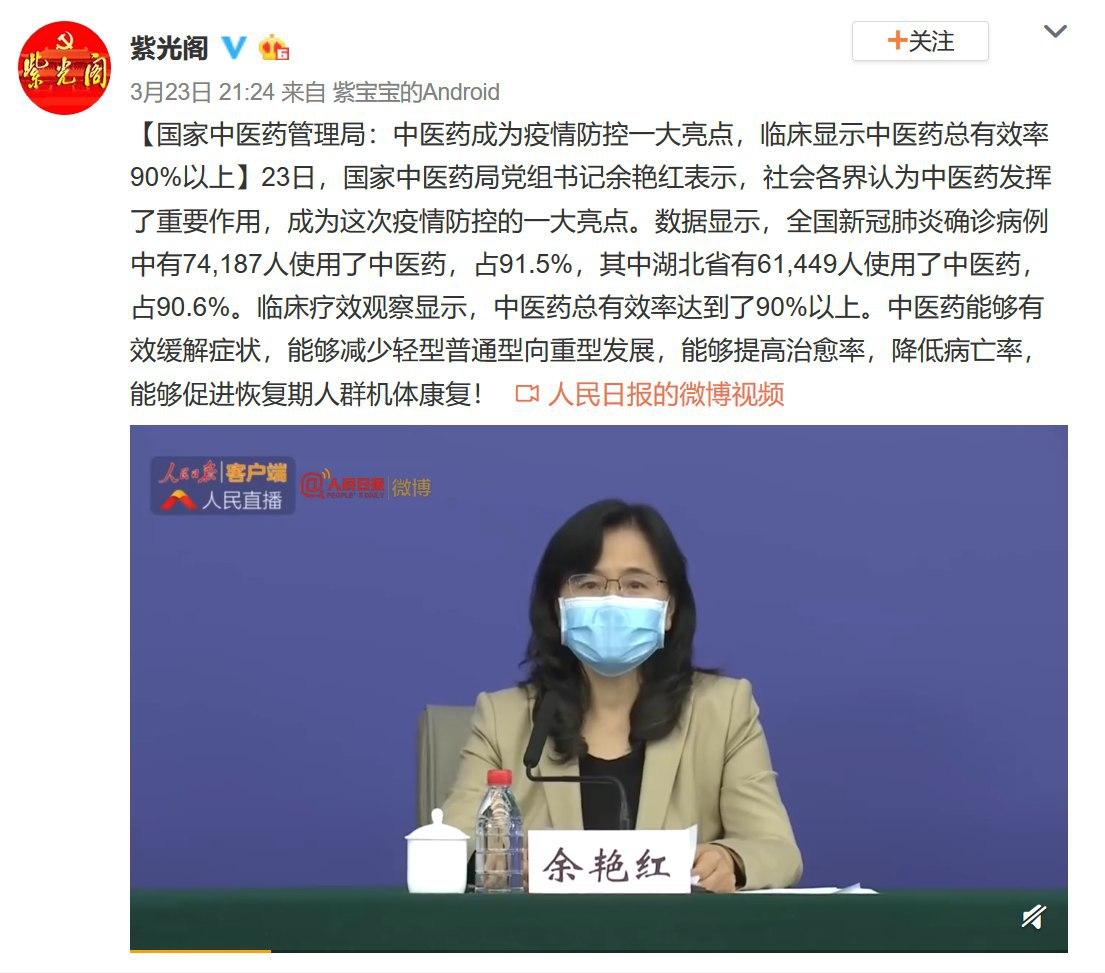 紫光阁
紫光阁
+关注
3月23日 21:24 来自 紫宝宝的Android
【国家中医药管理局：中医药成为疫情防控一大亮点，临床显示中医药总有效率
90%以上】23日，国家中医药局党组书记余艳红表示，社会各界认为中医药发挥
了重要作用，成为这次疫情防控的一大亮点。数据显示，全国新冠肺炎确诊病例
中有74,187人使用了中医药，占91.5%，其中湖北省有61,449人使用了中医药，
占90.6%。临床疗效观察显示，中医药总有效率达到了90%以上。中医药能够有
效缓解症状，能够减少轻型普通型向重型发展，能够提高治愈率，降低病亡率，
能够促进恢复期人群机体康复！ 人民日报的微博视频
人民日报 客户端
人民直播
@人民日报 微博
PEOPLE'S DAILY
余艳红